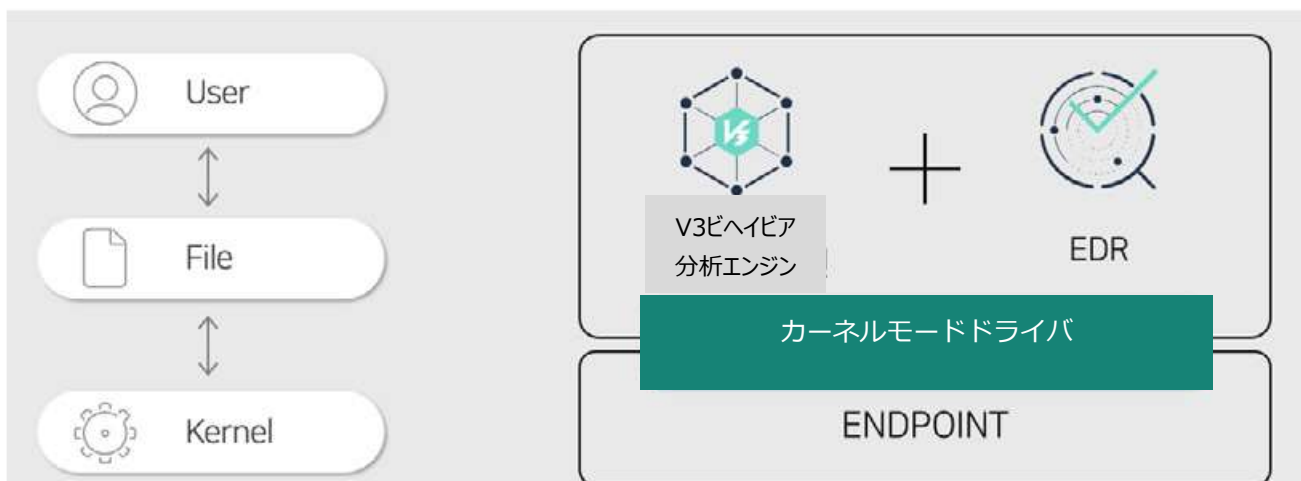 User
File
Kernel
V3
V3ビヘイビア
分析エンジン
EDR
カーネルモードドライバ
ENDPOINT